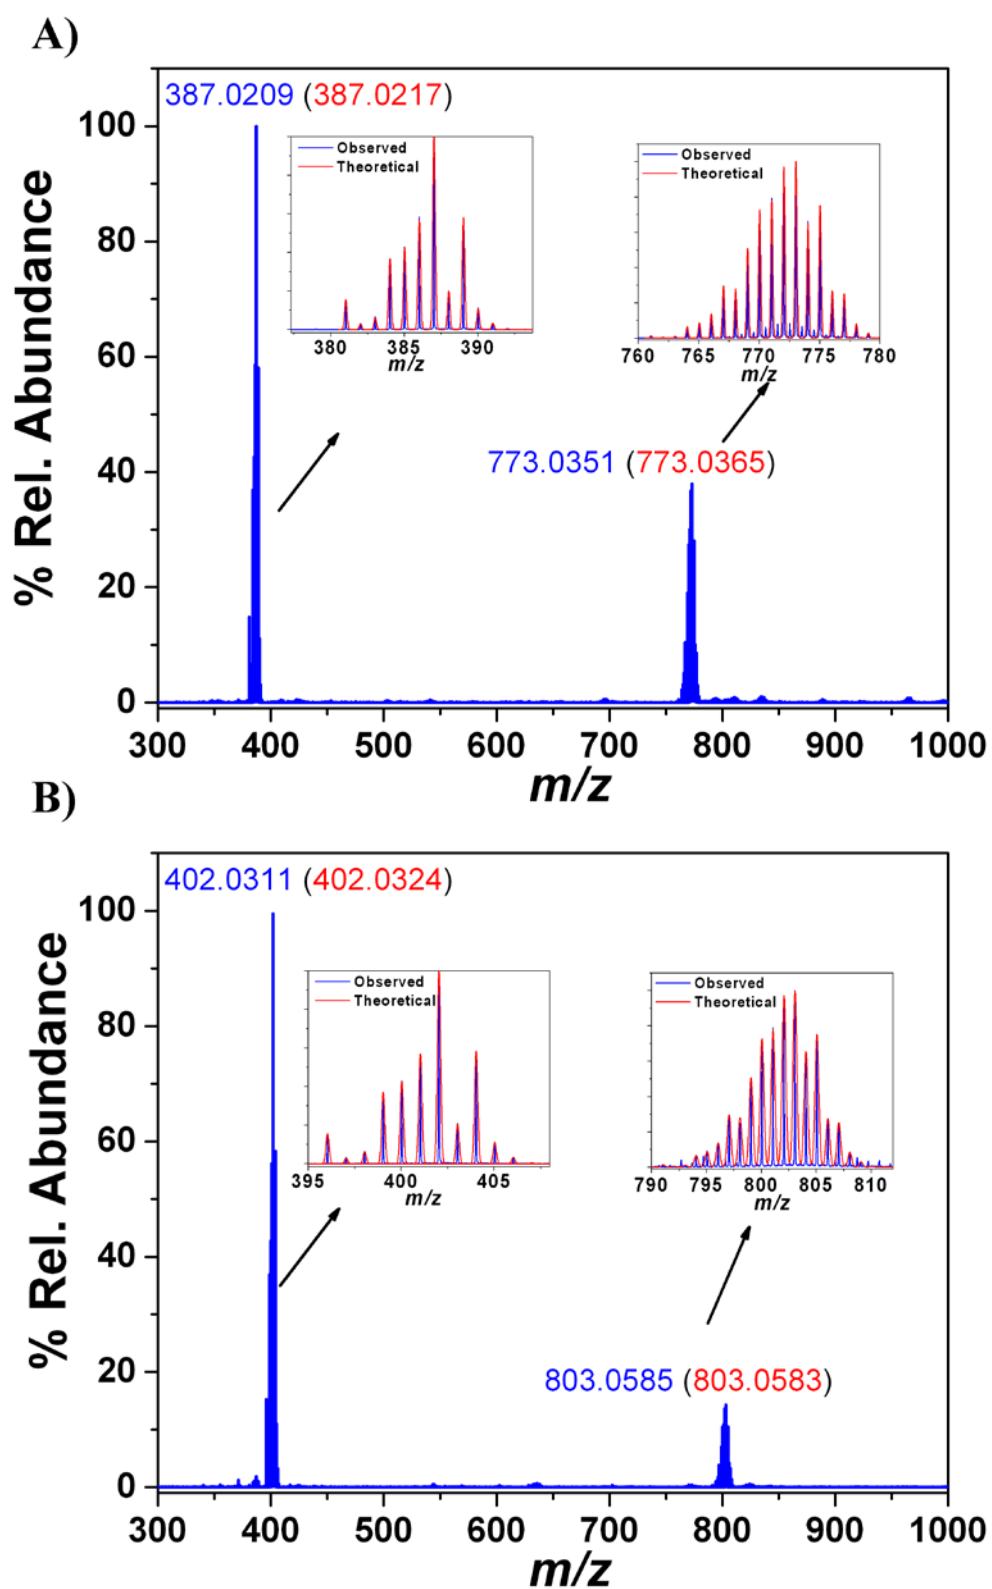 A)
387.0209 (387.0217)
Observed
Theoretical
380 385 390
m/z
Observed
Theoretical
760 765 770 775 780
m/z
773.0351 (773.0365)
% Rel. Abundance
100
80
60
40
20
0
300 400 500 600 700 800 900 1000
m/z
B)
402.0311 (402.0324)
Observed
Theoretical
395 400 405
m/z
Observed
Theoretical
790 795 800 805 810
m/z
803.0585 (803.0583)
% Rel. Abundance
100
80
60
40
20
0
300 400 500 600 700 800 900 1000
m/z